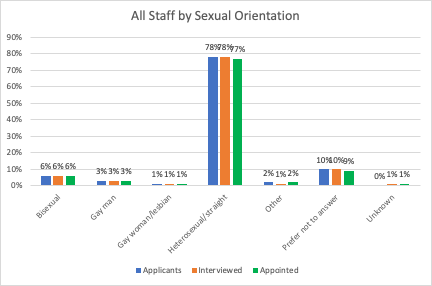 All Staff by Sexual Orientation
90%
80%
70%
60%
50%
40%
30%
20%
10%
0%
6% 6% 6%
3% 3% 3%
1% 1% 1%
78% 78% 77%
2% 1% 2%
10% 10% 9%
0% 1% 1%
Bisexual
Gay man
Gay woman/lesbian
Heterosexual/straight
Other
Prefer not to answer
Unknown
Applicants Interviewed Appointed